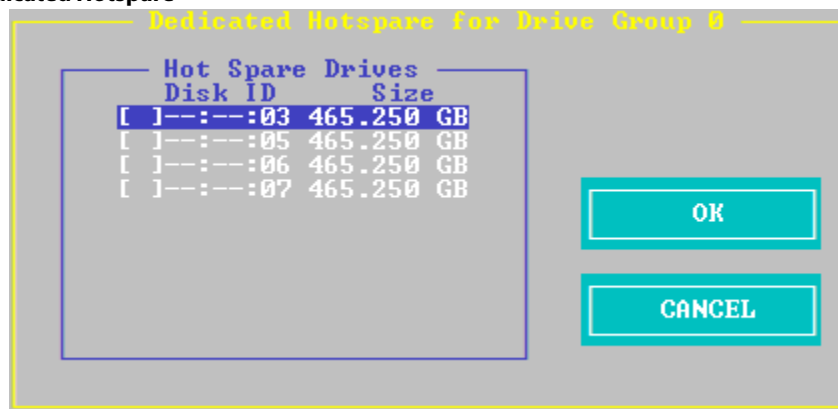 Dedicated Hotspare for Drive Group 0
Hot Spare Drives
Disk ID Size
[ ]--:--:03 465.250 GB
[ ]--:--:05 465.250 GB
[ ]--:--:06 465.250 GB
[ ]--:--:07 465.250 GB
OK
CANCEL